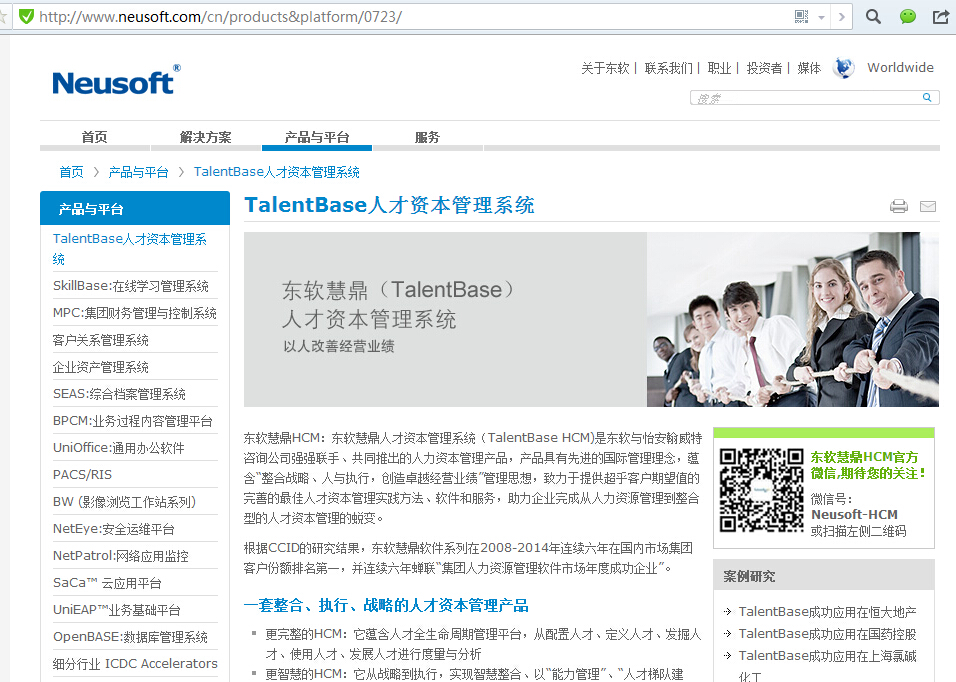 http://www.neusoft.com/cn/products&platform/0723/
Neusoft®
关于东软 | 联系我们 | 职业 | 投资者 | 媒体 Worldwide
搜索
首页 解决方案 产品与平台 服务
首页 > 产品与平台 > TalentBase人才资本管理系统
产品与平台
TalentBase人才资本管理系
统
SkillBase:在线学习管理系统
MPC:集团财务管理与控制系统
客户关系管理系统
企业资产管理系统
SEAS:综合档案管理系统
BPCM:业务过程内容管理平台
UniOffice:通用办公软件
PACS/RIS
BW (影像浏览工作站系列)
NetEye:安全运维平台
NetPatrol:网络应用监控
SaCa™ 云应用平台
UniEAP™业务基础平台
OpenBASE:数据库管理系统
细分行业 ICDC Accelerators
TalentBase人才资本管理系统
东软慧鼎（TalentBase）
人才资本管理系统
以人改善经营业绩
东软慧鼎HCM：东软慧鼎人才资本管理系统（TalentBase HCM)是东软与怡安翰威特
咨询公司强强联手、共同推出的人力资本管理产品，产品具有先进的国际管理理念，蕴
含“整合战略、人与执行，创造卓越经营业绩”管理思想，致力于提供超乎客户期望值的
完善的最佳人才资本管理实践方法、软件和服务，助力企业完成从人力资源管理到整合
型的人才资本管理的蜕变。
根据CCID的研究结果，东软慧鼎软件系列在2008-2014年连续六年在国内市场集团
客户份额排名第一，并连续六年蝉联“集团人力资源管理软件市场年度成功企业”。
一套整合、执行、战略的人才资本管理产品
更完整的HCM：它蕴含人才全生命周期管理平台，从配置人才、定义人才、发掘人
才、使用人才、发展人才进行度量与分析
更智慧的HCM：它从战略到执行，实现智慧整合、以“能力管理”、“人才梯队建
东软慧鼎HCM官方
微信,期待您的关注！
微信号：
Neusoft-HCM
或扫描左侧二维码
案例研究
TalentBase成功应用在恒大地产
TalentBase成功应用在国药控股
TalentBase成功应用在上海氯碱
化工